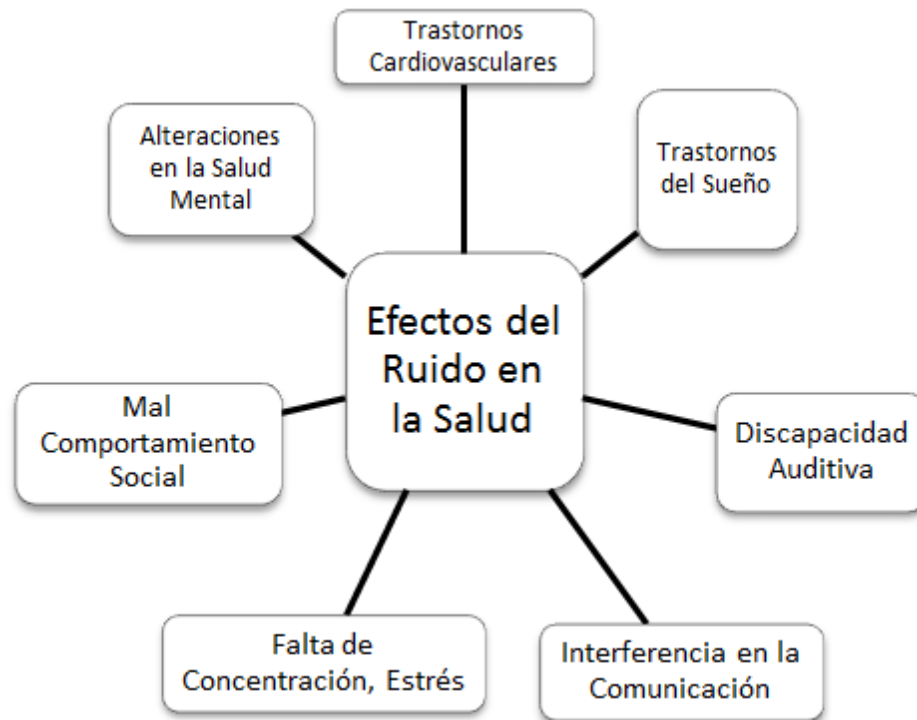 Trastornos
Cardiovasculares
Alteraciones
en la Salud
Mental
Trastornos
del Sueño
Efectos del
Ruido en
la Salud
Mal
Comportamiento
Social
Discapacidad
Auditiva
Falta de
Concentración, Estrés
Interferencia en la
Comunicación